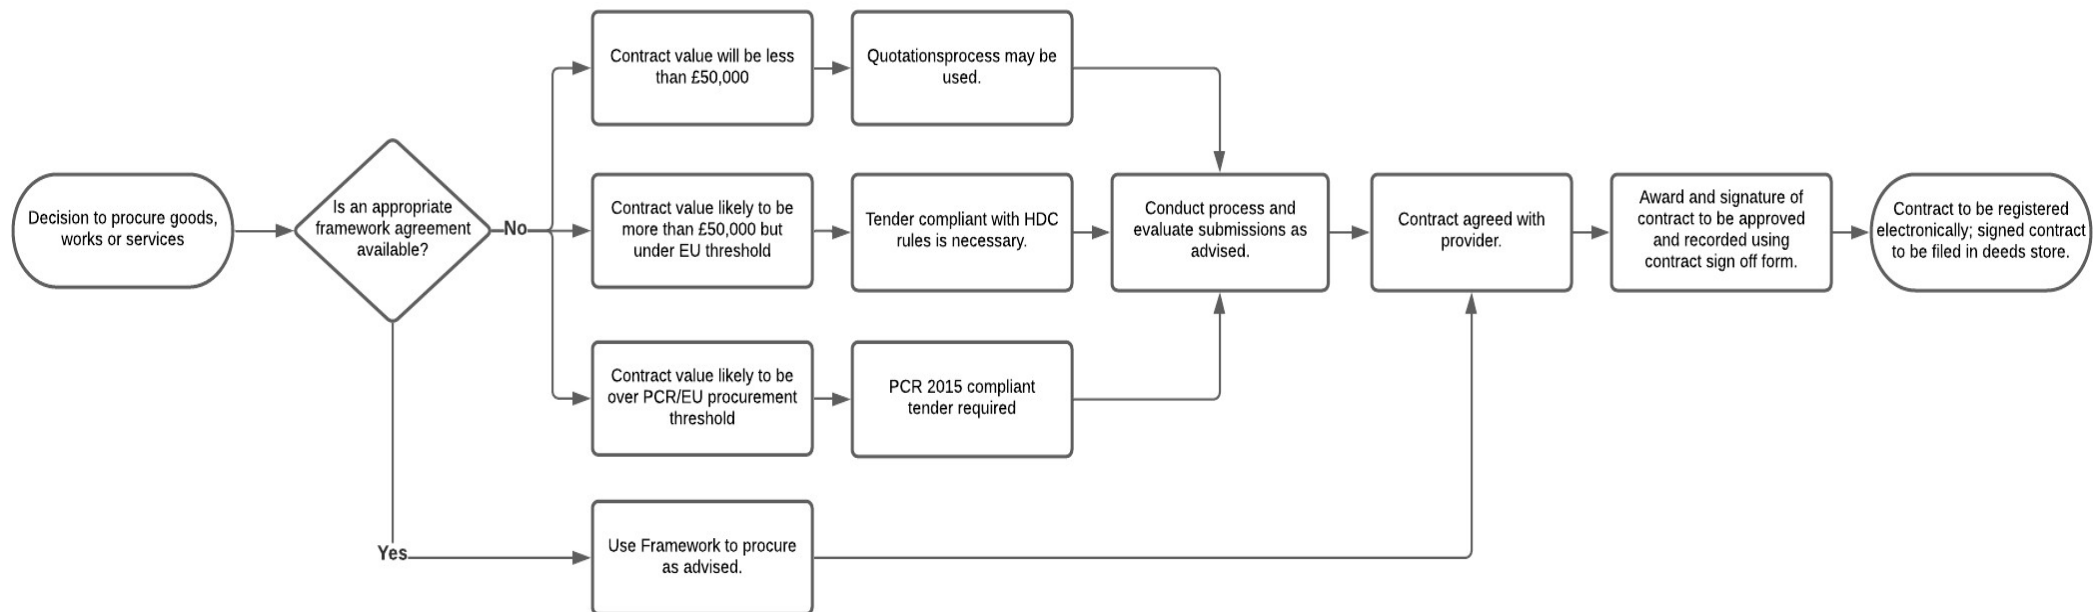 Decision to procure goods,
works or services
Is an appropriate
framework agreement
available?
No
Yes
Contract value will be less
than £50,000
Quotationsprocess may be
used.
Contract value likely to be
more than £50,000 but
under EU threshold
Tender compliant with HDC
rules is necessary.
Contract value likely to be
over PCR/EU procurement
threshold
PCR 2015 compliant
tender required
Use Framework to procure
as advised.
Conduct process and
evaluate submissions as
advised.
Contract agreed with
provider.
Award and signature of
contract to be approved
and recorded using
contract sign off form.
Contract to be registered
electronically; signed contract
to be filed in deeds store.